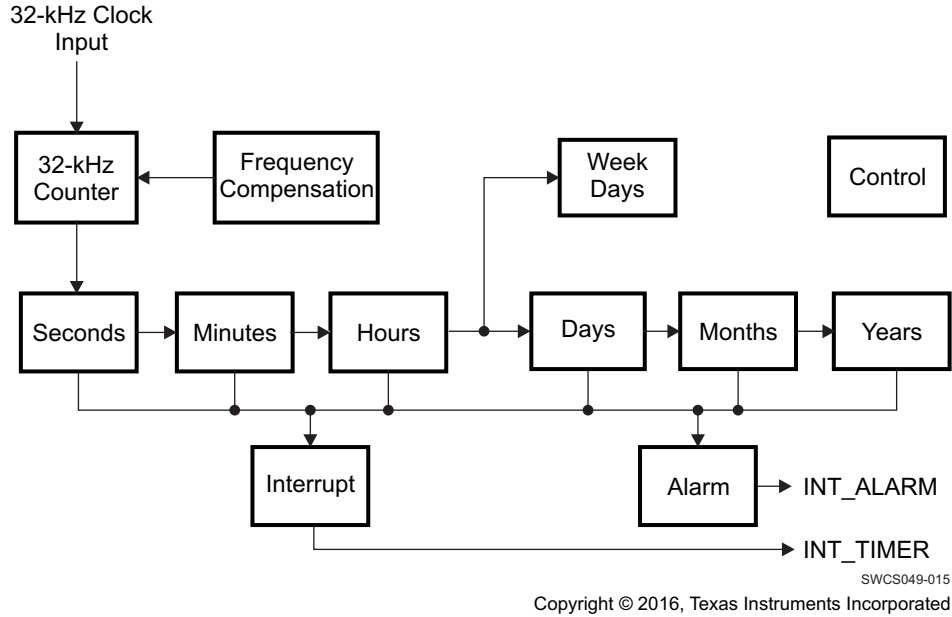 32-kHz Clock
Input
32-kHz
Counter
Frequency
Compensation
Week
Days
Control
Seconds
Minutes
Hours
Days
Months
Years
Interrupt
Alarm
INT_ALARM
INT_TIMER
SWCS049-015
Copyright © 2016, Texas Instruments Incorporated